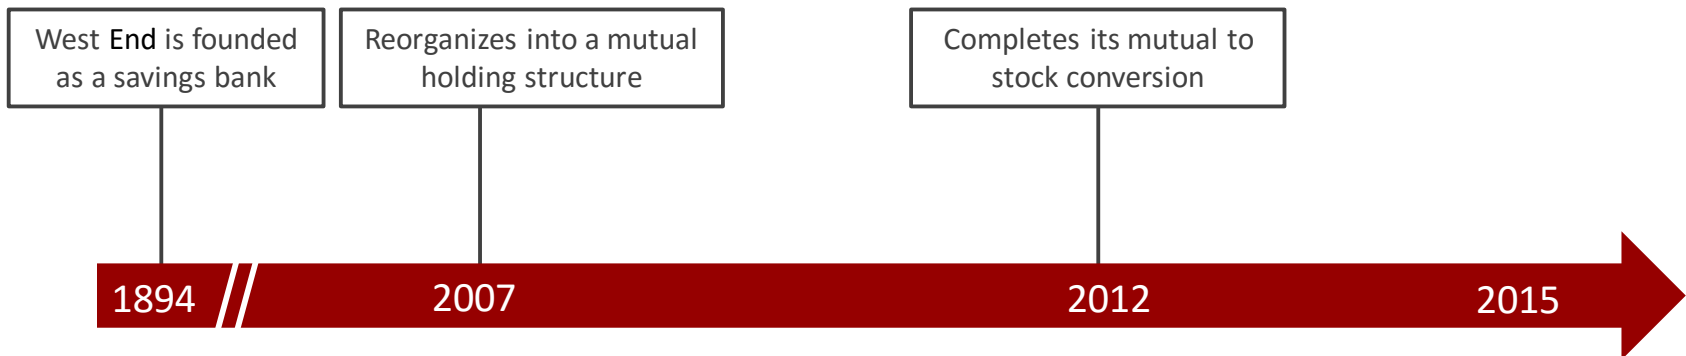 West End is founded
as a savings bank
Reorganizes into a mutual
holding structure
Completes its mutual to
stock conversion
1894
2007
2012
2015